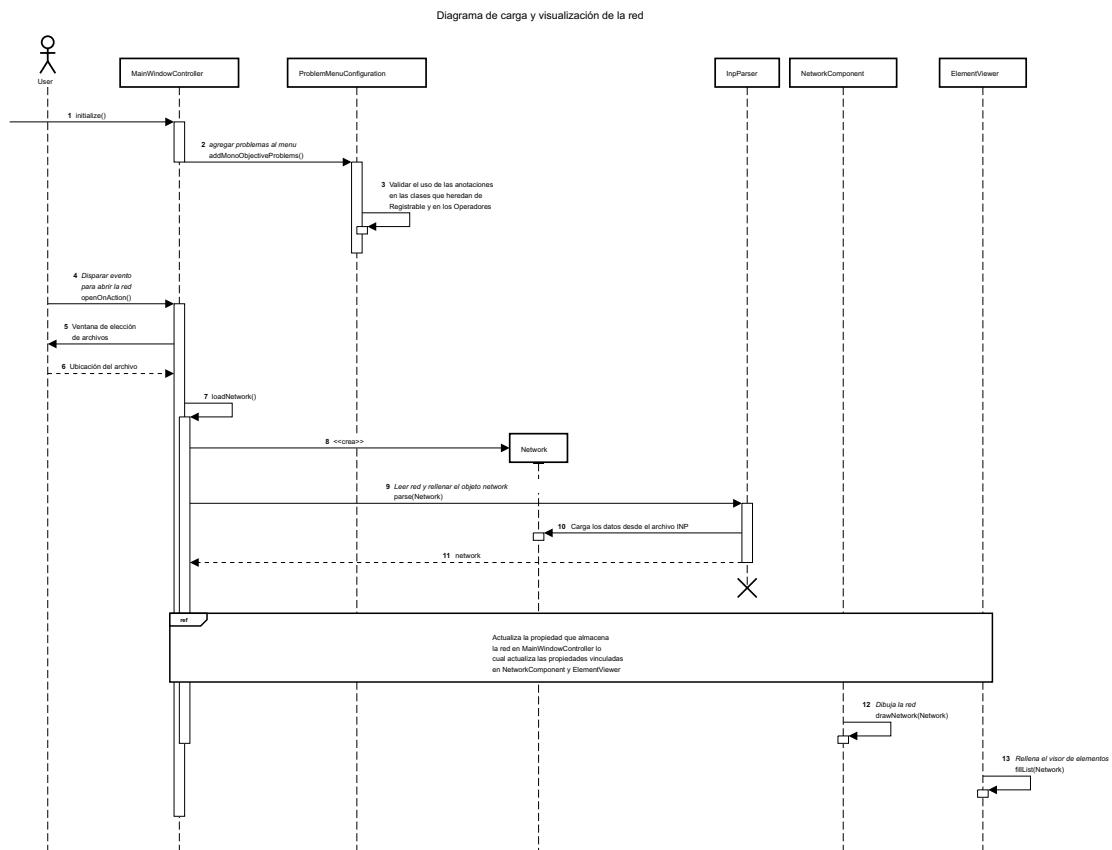 Diagrama de carga y visualización de la red
User
MainWindowController
ProblemMenuConfiguration
InpParser
NetworkComponent
ElementViewer
1 initialize()
2 agregar problemas al menu
addMonoObjectiveProblems()
3 Validar el uso de las anotaciones
en las clases que heredan de
Registrable y en los Operadores
4 Disparar evento
para abrir la red
openOnAction()
5 Ventana de elección
de archivos
6 Ubicación del archivo
7 loadNetwork()
8 <<crea>>
Network
9 Leer red y rellenar el objeto network
parse(Network)
10 Carga los datos desde el archivo INP
11 network
ref
Actualiza la propiedad que almacena
la red en MainWindowController lo
cual actualiza las propiedades vinculadas
en NetworkComponent y ElementViewer
12 Dibuja la red
drawNetwork(Network)
13 Rellena el visor de elementos
fillList(Network)